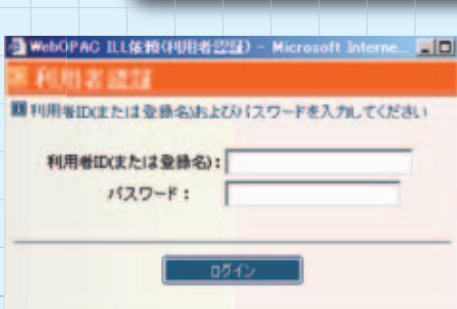 WebOPAC ILL依頼(利用者認証) - Microsoft Interne...
利用者認証
利用者ID(または登録名)およびパスワードを入力してください
利用者ID(または登録名):
パスワード:
ログイン